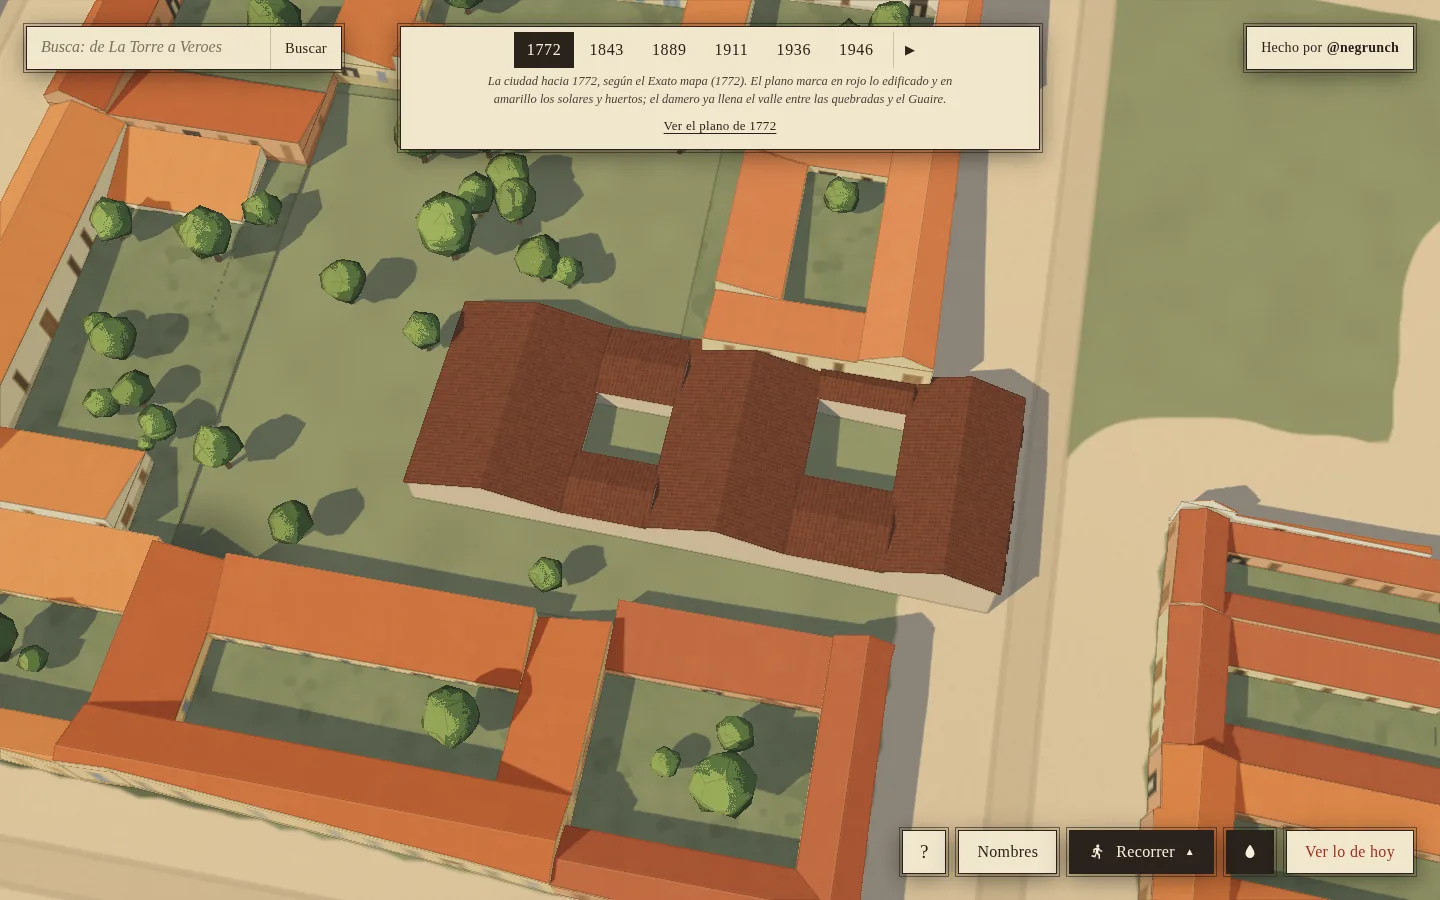 Busca: de La Torre a Veroes
Buscar
1772 1843 1889 1911 1936 1946 ▶
La ciudad hacia 1772, según el Exato mapa (1772). El plano marca en rojo lo edificado y en
amarillo los solares y huertos; el damero ya llena el valle entre las quebradas y el Guaire.
Ver el plano de 1772
Hecho por @negrunch
?
Nombres
Recorrer ▲
Ver lo de hoy